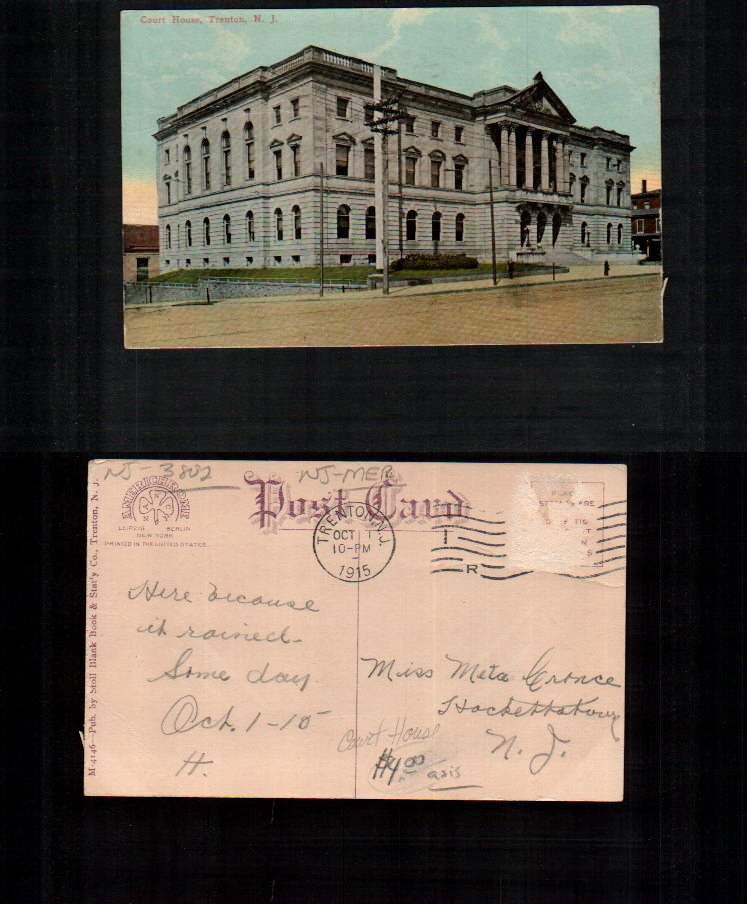 Court House, Trenton, N. J.
NJ-3802
NJ-MER
AMERICHROME
LEIPZIG BERLIN
NEW YORK
PRINTED IN THE UNITED STATES
Post Card
TRENTON, N.J.
OCT 1
10-PM
1915
R
M-4146—Pub. by Stoll Blank Book & Stat'y Co., Trenton, N. J.
Here because
it rained.
Some day.
Oct. 1-15
H.
Miss Meta
Hackettstown
N. J.
Court House
$4.00